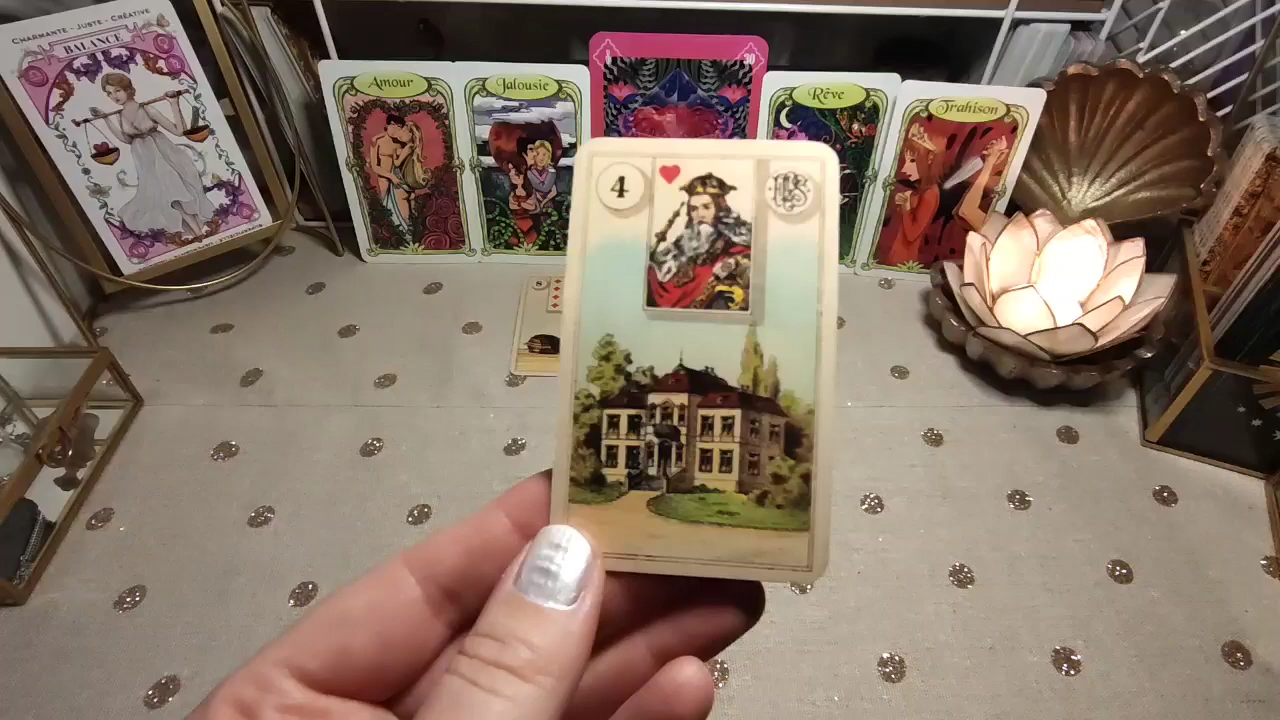 CHARMANTE - JUSTE - CRÉATIVE
BALANCE
Amour
Jalousie
30
Rêve
Trahison
4
8